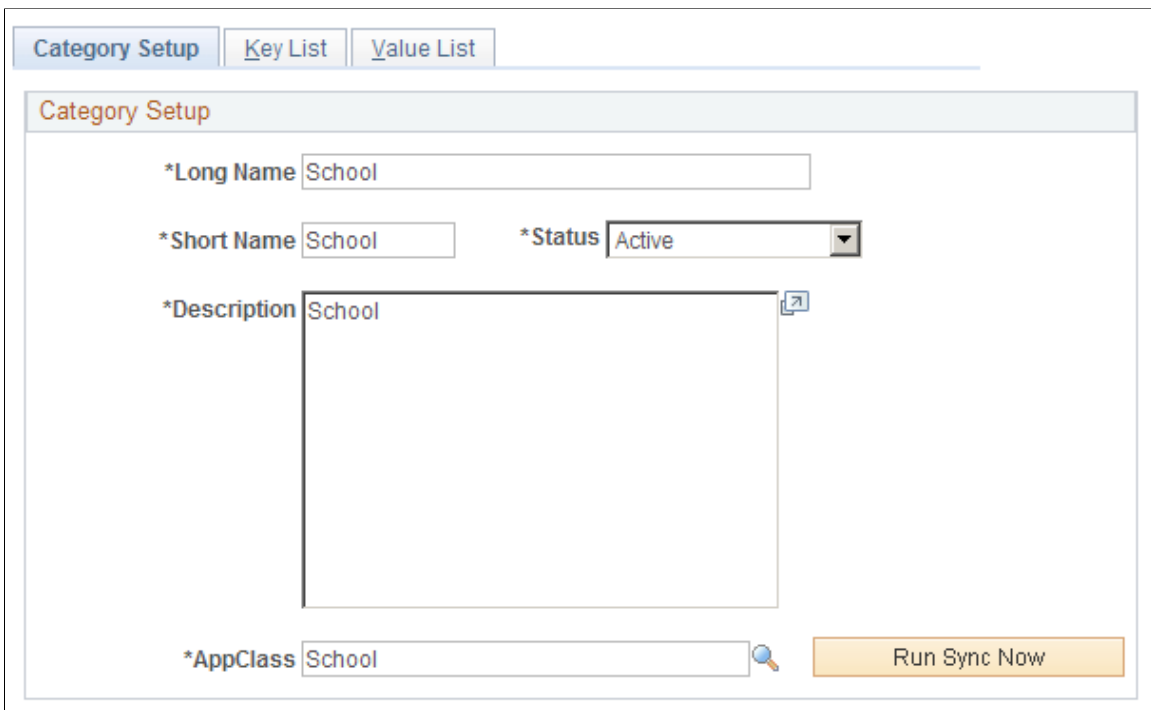 Category Setup Key List Value List
Category Setup
*Long Name School
*Short Name School *Status Active
*Description School
*AppClass School Run Sync Now